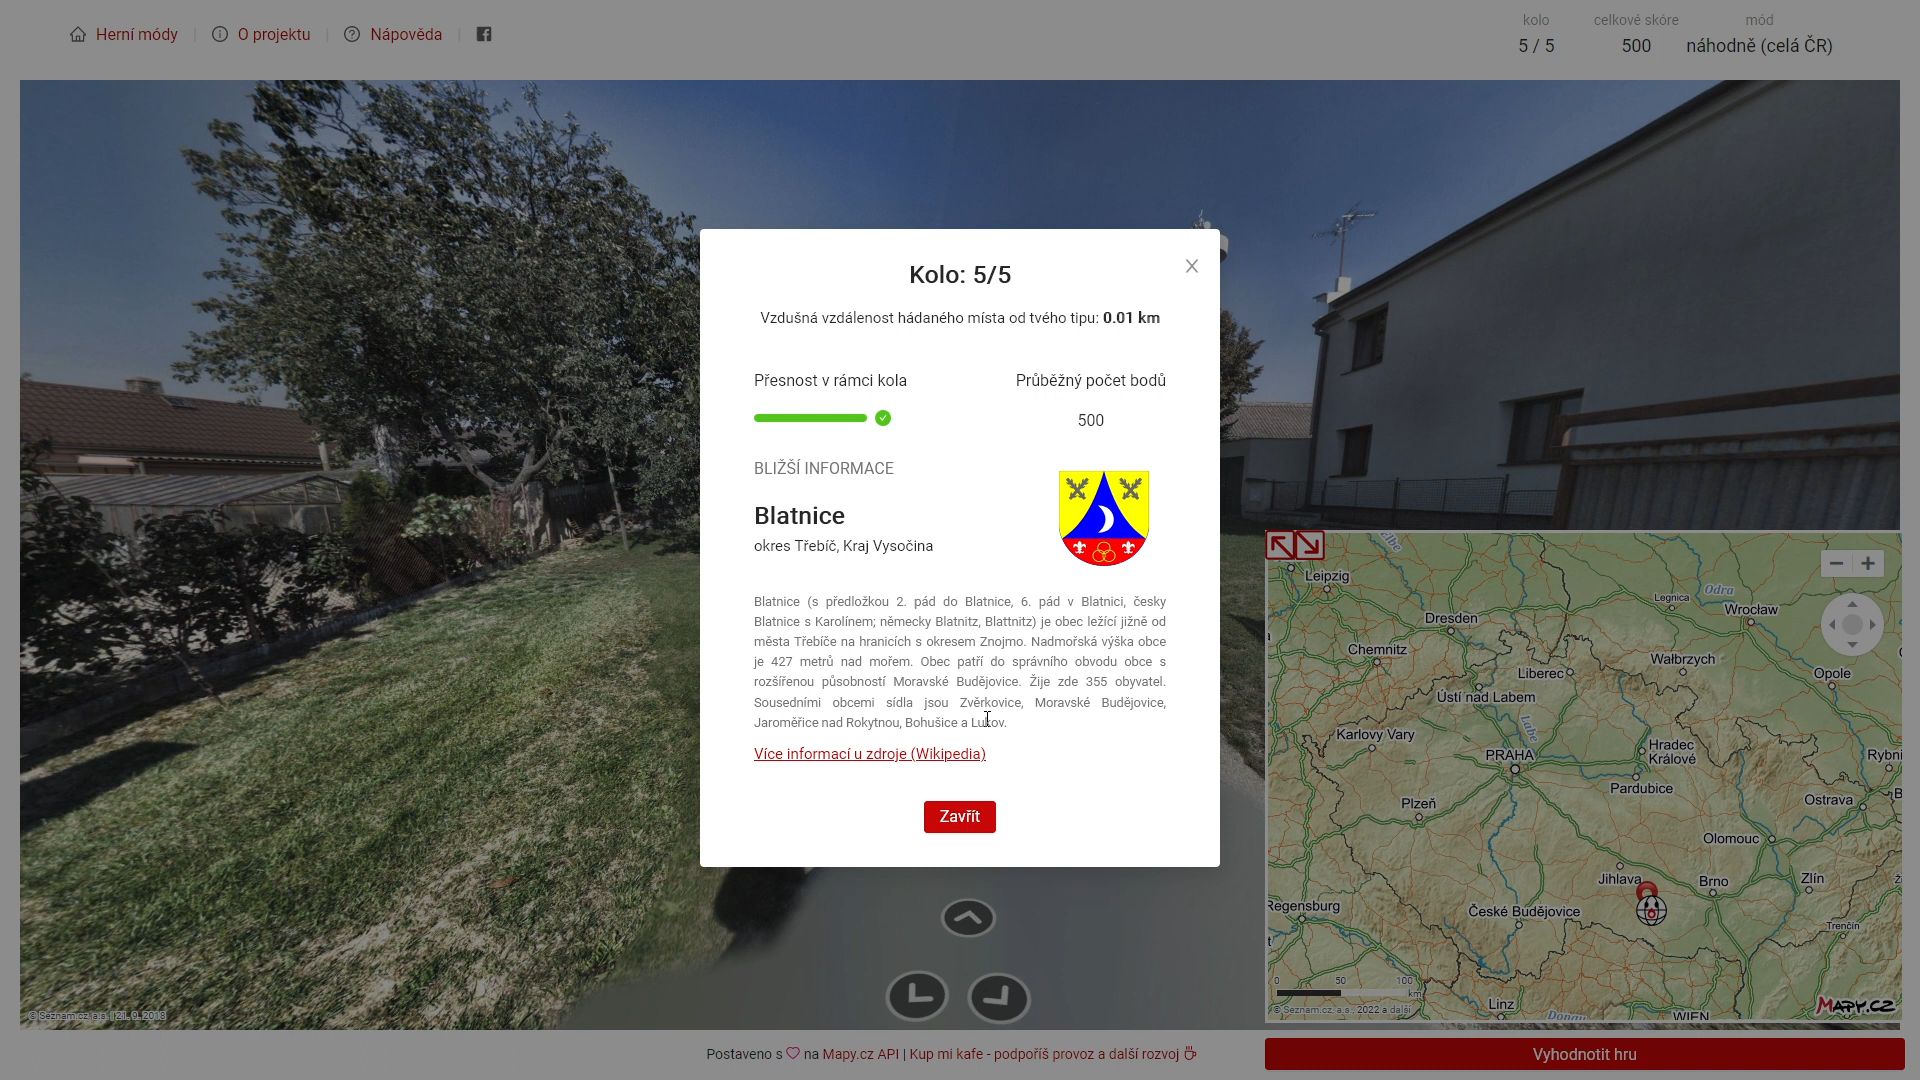 Herní módy
O projektu
Nápověda
kolo
5 / 5
celkové skóre
500
mód
náhodně (celá ČR)
Kolo: 5/5
Vzdušná vzdálenost hádaného místa od tvého tipu: 0.01 km
Přesnost v rámci kola
Průběžný počet bodů
500
BLIŽŠÍ INFORMACE
Blatnice
okres Třebíč, Kraj Vysočina
Blatnice (s předložkou 2. pád do Blatnice, 6. pád v Blatnici, česky
Blatnice s Karolínem; německy Blatnitz, Blattnitz) je obec ležící jižně od
města Třebíče na hranicích s okresem Znojmo. Nadmořská výška obce
je 427 metrů nad mořem. Obec patří do správního obvodu obce s
rozšířenou působností Moravské Budějovice. Žije zde 355 obyvatel.
Sousedními obcemi sídla jsou Zvěrkovice, Moravské Budějovice,
Jaroměřice nad Rokytnou, Bohušice a Lukov.
Více informací u zdroje (Wikipedia)
Zavřít
Leipzig
Dresden
Legnica
Odra
Wrocław
Chemnitz
Liberec
Wałbrzych
Opole
Ústí nad Labem
Labe
Karlovy Vary
PRAHA
Hradec
Králové
Rybni
Plzeň
Pardubice
Ostrava
Olomouc
Jihlava
Brno
Zlín
Regensburg
České Budějovice
Trenčín
0 50 100
km
Linz
Donau
WIEN
© Seznam.cz, a.s., 2022 a další
Mapy.cz
© Seznam.cz, a.s. | 21. 9. 2018
Postaveno s na Mapy.cz API | Kup mi kafe - podpoříš provoz a další rozvoj
Vyhodnotit hru